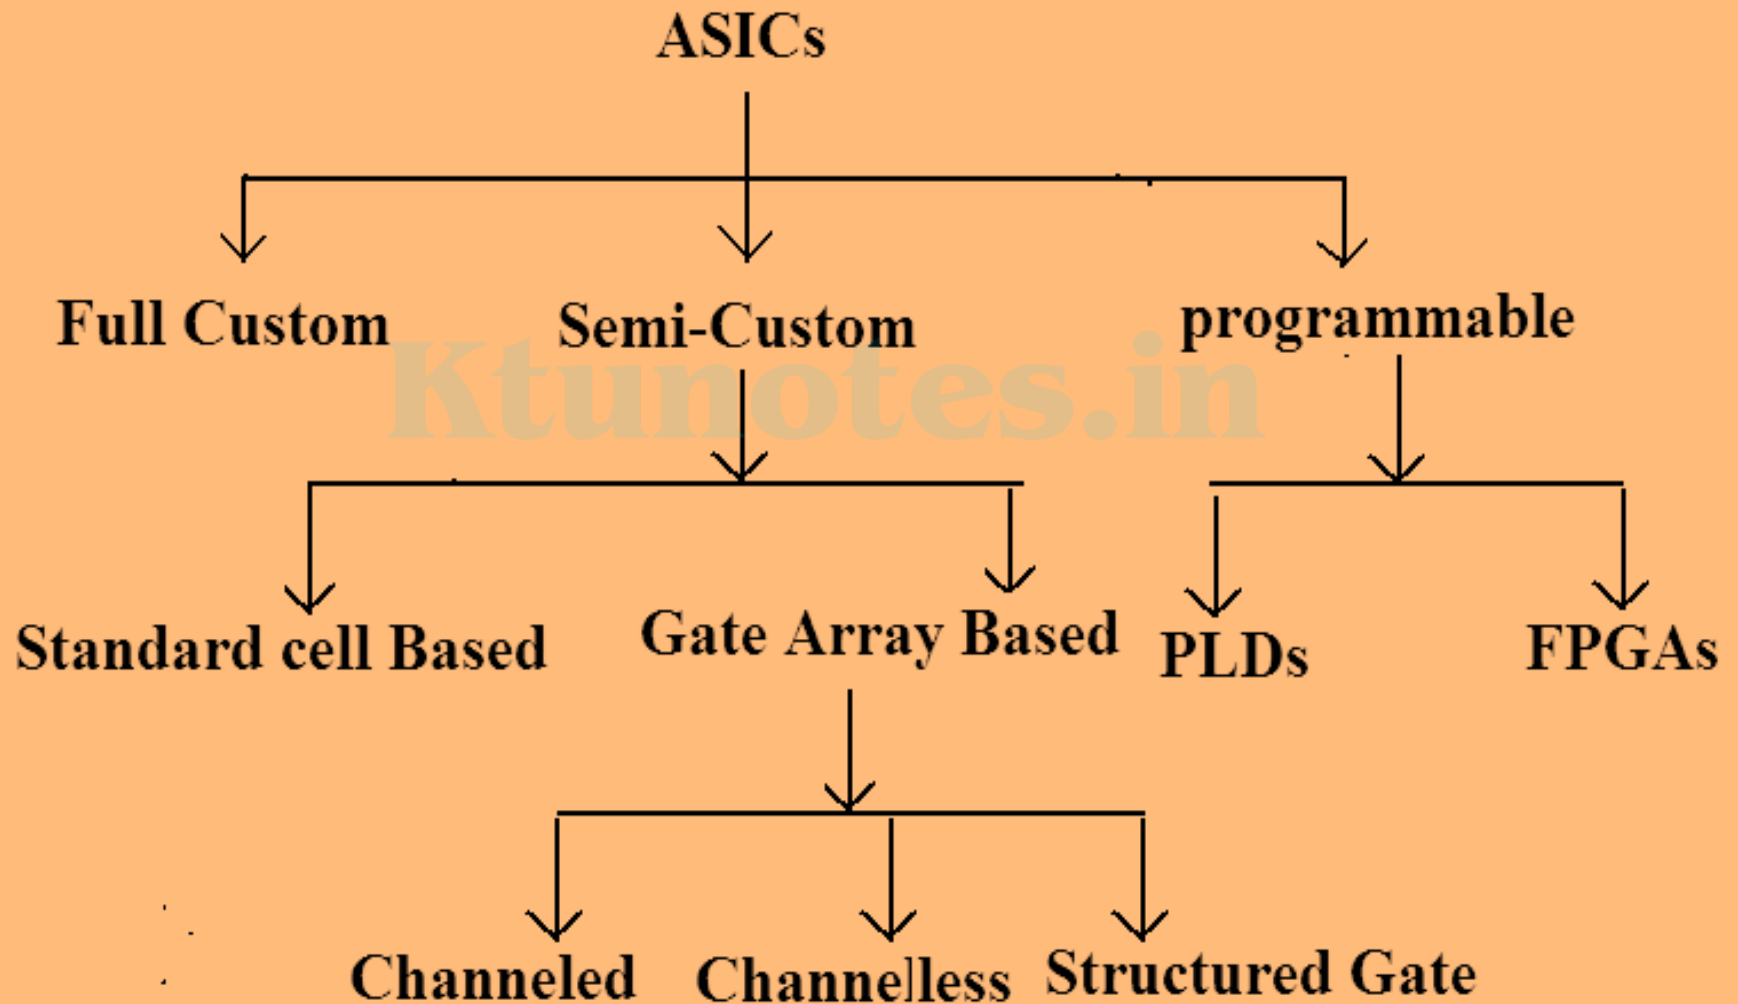 ASICs
Full Custom
Semi-Custom
programmable
Ktunotes.in
Standard cell Based
Gate Array Based
PLDs
FPGAs
Channeled
Channelless
Structured Gate